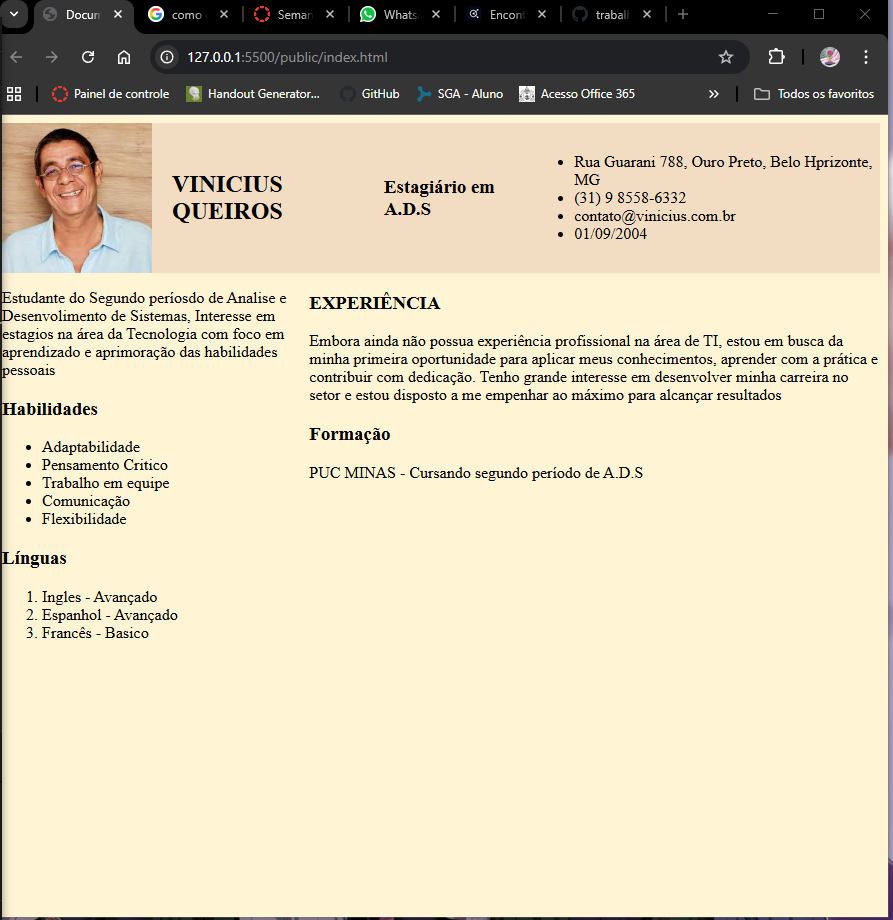 Docun
como
Seman
Whats
Encont
trabal
127.0.0.1:5500/public/index.html
Painel de controle
Handout Generator...
GitHub
SGA - Aluno
Acesso Office 365
»
Todos os favoritos
VINICIUS
QUEIROS
Estagiário em
A.D.S
Rua Guarani 788, Ouro Preto, Belo Hprizonte,
MG
(31) 9 8558-6332
contato@vinicius.com.br
01/09/2004
Estudante do Segundo períosdo de Analise e
Desenvolimento de Sistemas, Interesse em
estagios na área da Tecnologia com foco em
aprendizado e aprimoração das habilidades
pessoais
Habilidades
Adaptabilidade
Pensamento Critico
Trabalho em equipe
Comunicação
Flexibilidade
Línguas
1. Ingles - Avançado
2. Espanhol - Avançado
3. Francês - Basico
EXPERIÊNCIA
Embora ainda não possua experiência profissional na área de TI, estou em busca da
minha primeira oportunidade para aplicar meus conhecimentos, aprender com a prática e
contribuir com dedicação. Tenho grande interesse em desenvolver minha carreira no
setor e estou disposto a me empenhar ao máximo para alcançar resultados
Formação
PUC MINAS - Cursando segundo período de A.D.S